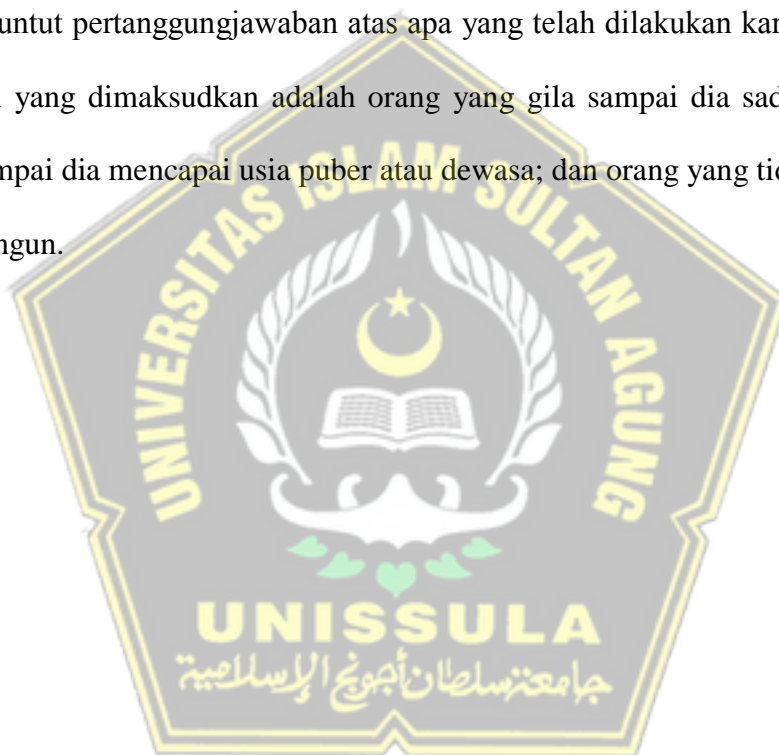 untut pertanggungjawaban atas apa yang telah dilakukan kar
yang dimaksudkan adalah orang yang gila sampai dia sad
mpai dia mencapai usia puber atau dewasa; dan orang yang tid
ngun.
UNIVERSITAS ISLAM SULTAN AGUNG
UNISSULA
جامعة سلطان أجونج الإسلامية